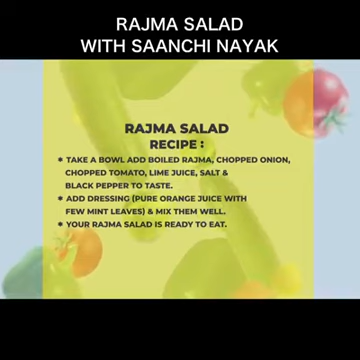 RAJMA SALAD
WITH SAANCHI NAYAK
RAJMA SALAD
RECIPE :
* TAKE A BOWL ADD BOILED RAJMA, CHOPPED ONION,
CHOPPED TOMATO, LIME JUICE, SALT &
BLACK PEPPER TO TASTE.
* ADD DRESSING (PURE ORANGE JUICE WITH
FEW MINT LEAVES) & MIX THEM WELL.
* YOUR RAJMA SALAD IS READY TO EAT.